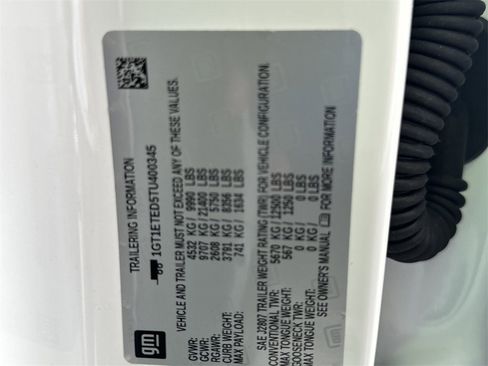 gm
TRAILERING INFORMATION
1GT1ETED5TU400345
VEHICLE AND TRAILER MUST NOT EXCEED ANY OF THESE VALUES.
GVWR: 4532 KG/ 9990 LBS
GCWR: 9707 KG/ 21400 LBS
RGAWR: 2608 KG/ 5750 LBS
CURB WEIGHT: 3791 KG/ 8356 LBS
MAX PAYLOAD: 741 KG/ 1634 LBS
SAE J2807 TRAILER WEIGHT RATING (TWR) FOR VEHICLE CONFIGURATION.
CONVENTIONAL TWR: 5670 KG/ 12500 LBS
MAX TONGUE WEIGHT: 567 KG/ 1250 LBS
GOOSENECK TWR: 0 KG/ 0 LBS
MAX TONGUE WEIGHT: 0 KG/ 0 LBS
SEE OWNER'S MANUAL FOR MORE INFORMATION